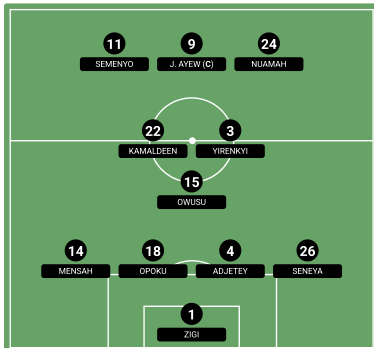 11 9 24
SEMENYO J. AYEW (C) NUAMAH
22 3
KAMALDEEN YIRENKYI
15
OWUSU
14 18 4 26
MENSAH OPOKU ADJETEY SENEYA
1
ZIGI